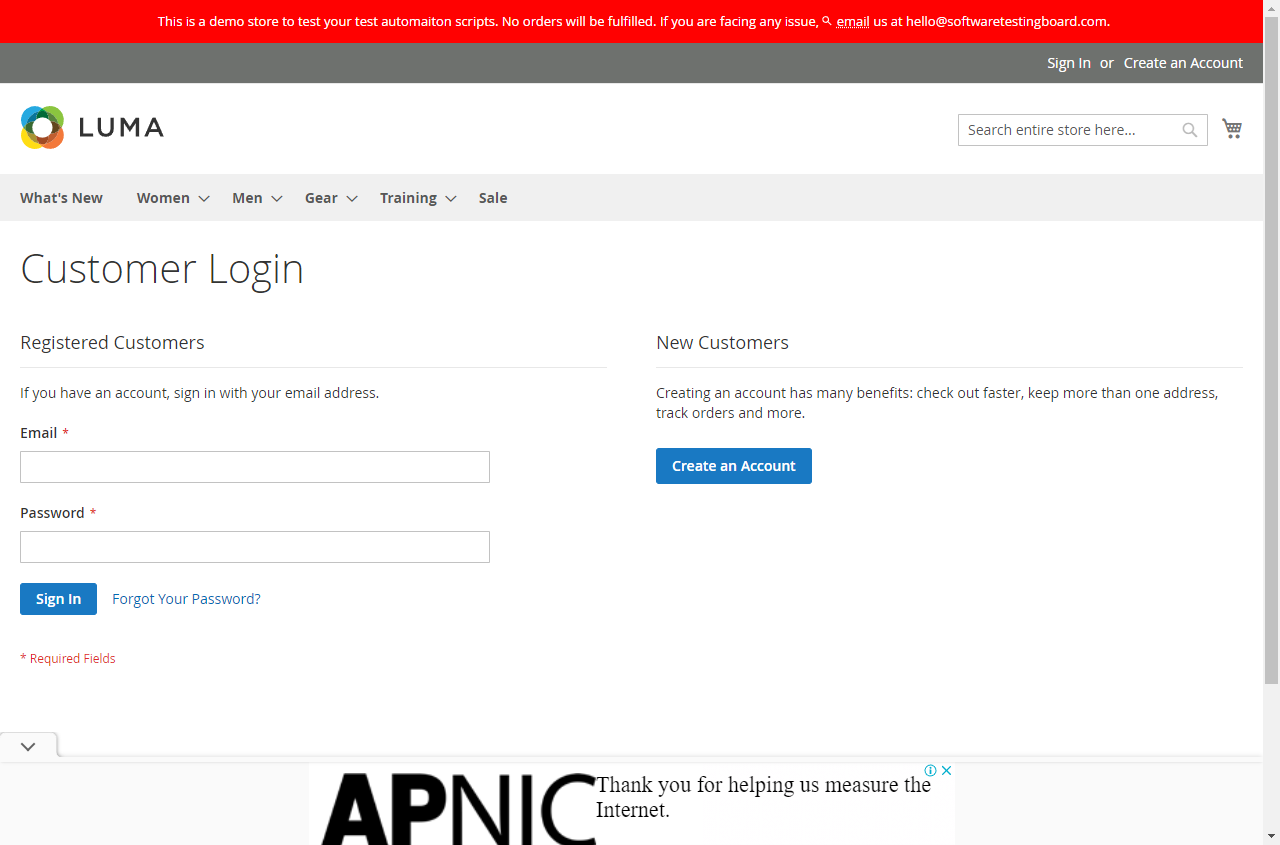 This is a demo store to test your test automaiton scripts. No orders will be fulfilled. If you are facing any issue, email us at hello@softwaretestingboard.com.
Sign In or Create an Account
LUMA
Search entire store here...
What's New Women Men Gear Training Sale
Customer Login
Registered Customers
If you have an account, sign in with your email address.
Email *
Password *
Sign In Forgot Your Password?
* Required Fields
New Customers
Creating an account has many benefits: check out faster, keep more than one address,
track orders and more.
Create an Account
APNIC
Thank you for helping us measure the
Internet.